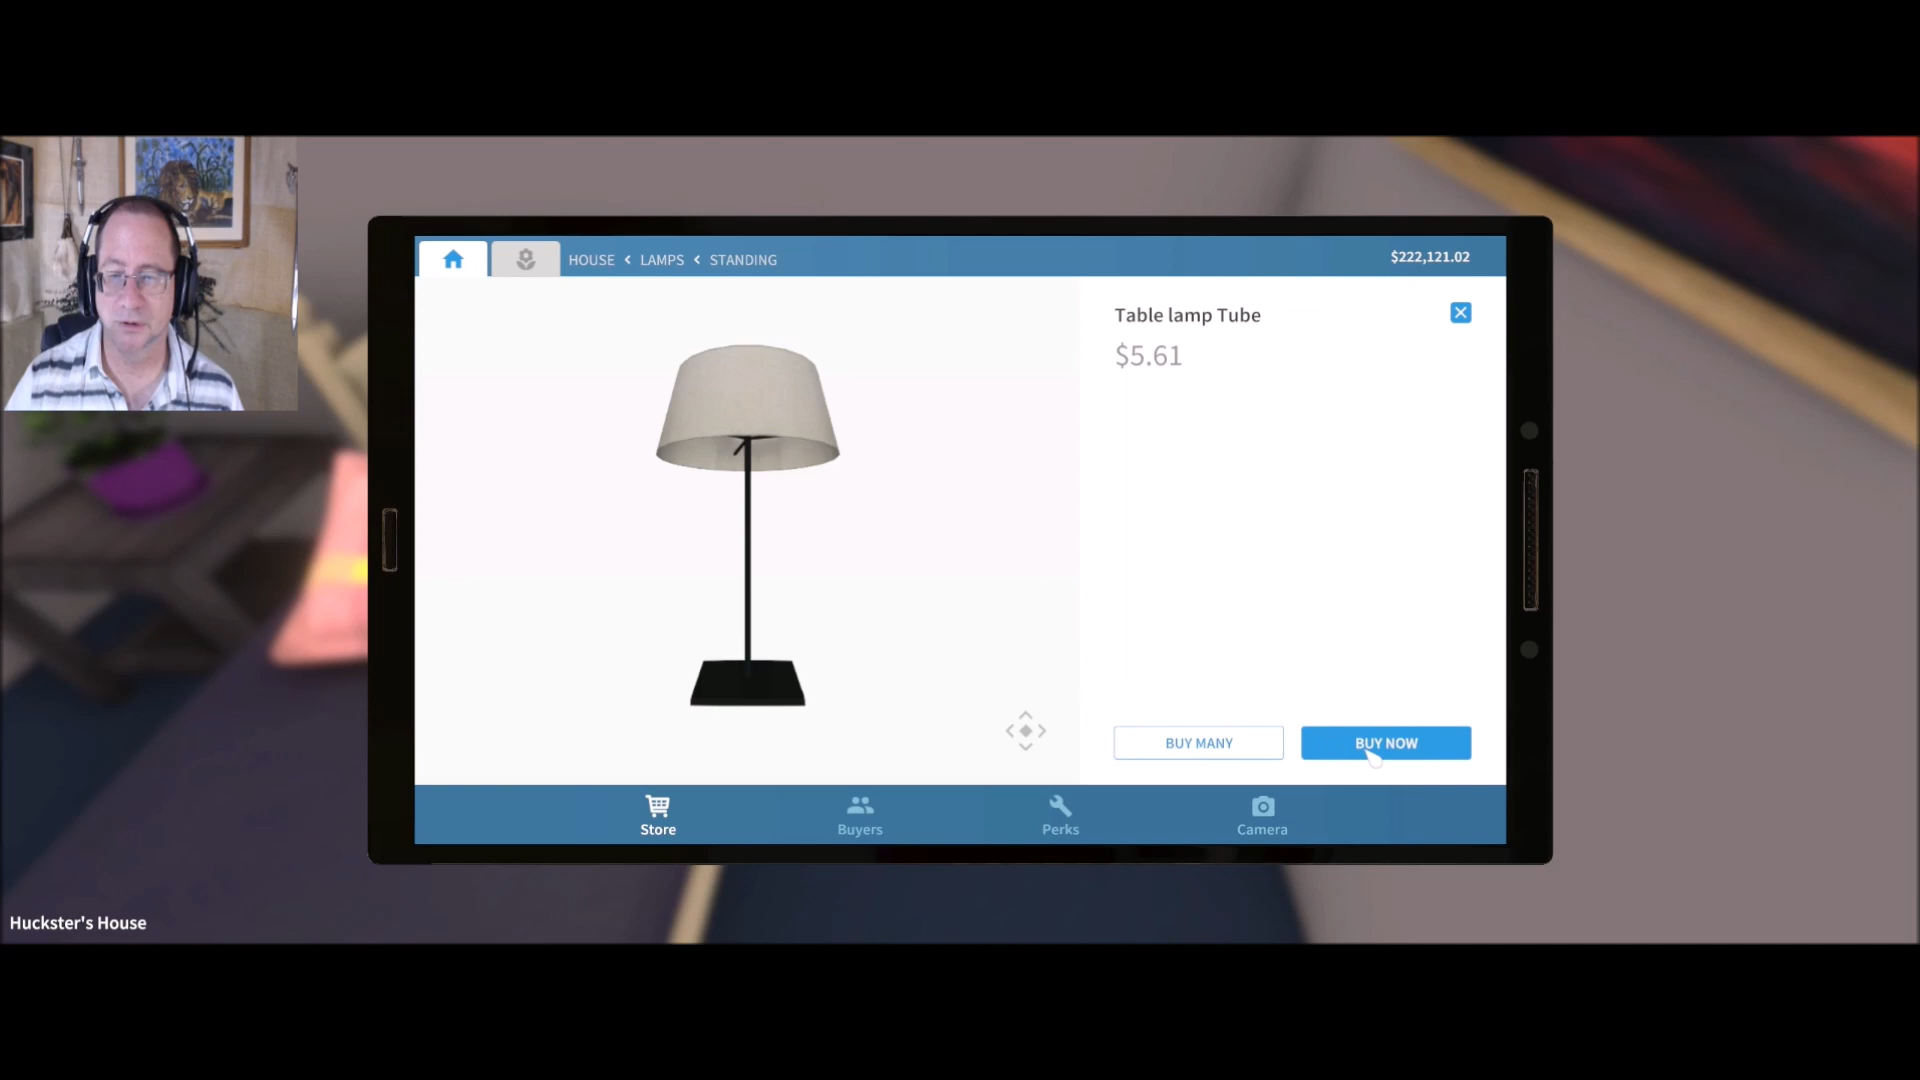 HOUSE < LAMPS < STANDING
$222,121.02
Table lamp Tube
$5.61
BUY MANY
BUY NOW
Store
Buyers
Perks
Camera
Huckster's House